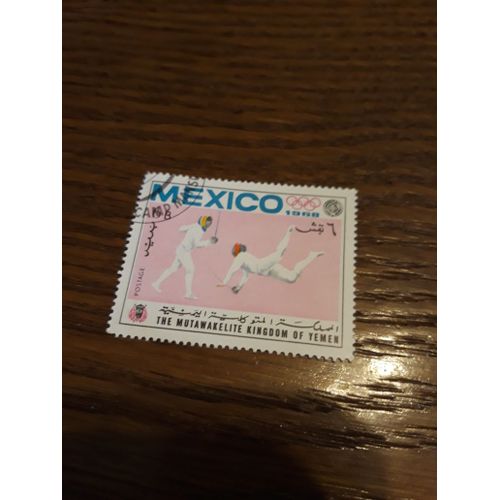 MEXICO
1968
٦ بقش
POSTAGE
المملكة المتوكلية اليمنية
THE MUTAWAKELITE KINGDOM OF YEMEN